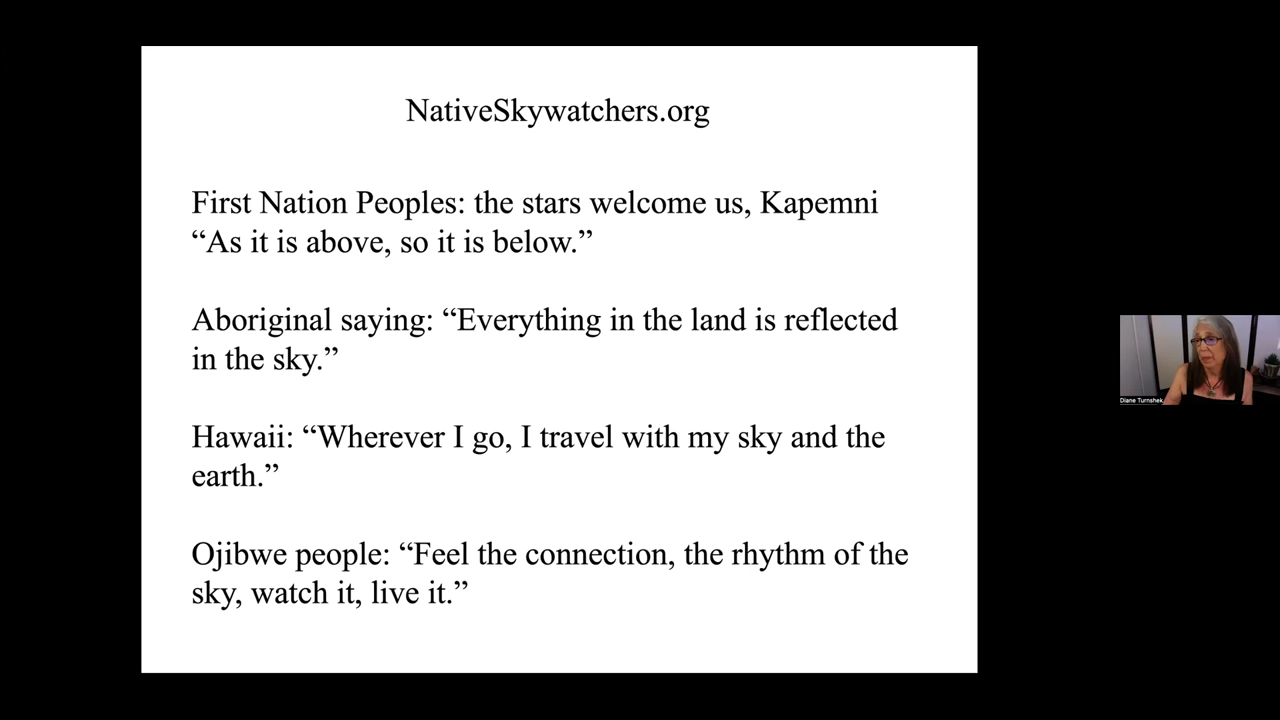 NativeSkywatchers.org
First Nation Peoples: the stars welcome us, Kapemni
“As it is above, so it is below.”
Aboriginal saying: “Everything in the land is reflected
in the sky.”
Hawaii: “Wherever I go, I travel with my sky and the
earth.”
Ojibwe people: “Feel the connection, the rhythm of the
sky, watch it, live it.”
Diane Turnshek